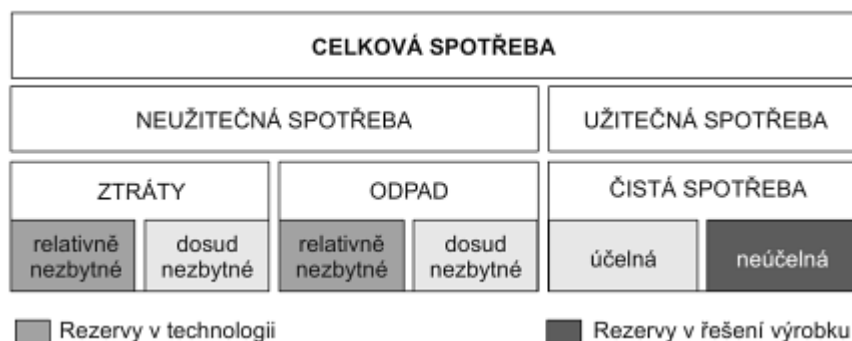 CELKOVÁ SPOTŘEBA
NEUŽITEČNÁ SPOTŘEBA UŽITEČNÁ SPOTŘEBA
ZTRÁTY ODPAD ČISTÁ SPOTŘEBA
relativně dosud relativně dosud účelná neúčelná
nezbytné nezbytné nezbytné nezbytné
Rezervy v technologii Rezervy v řešení výrobku